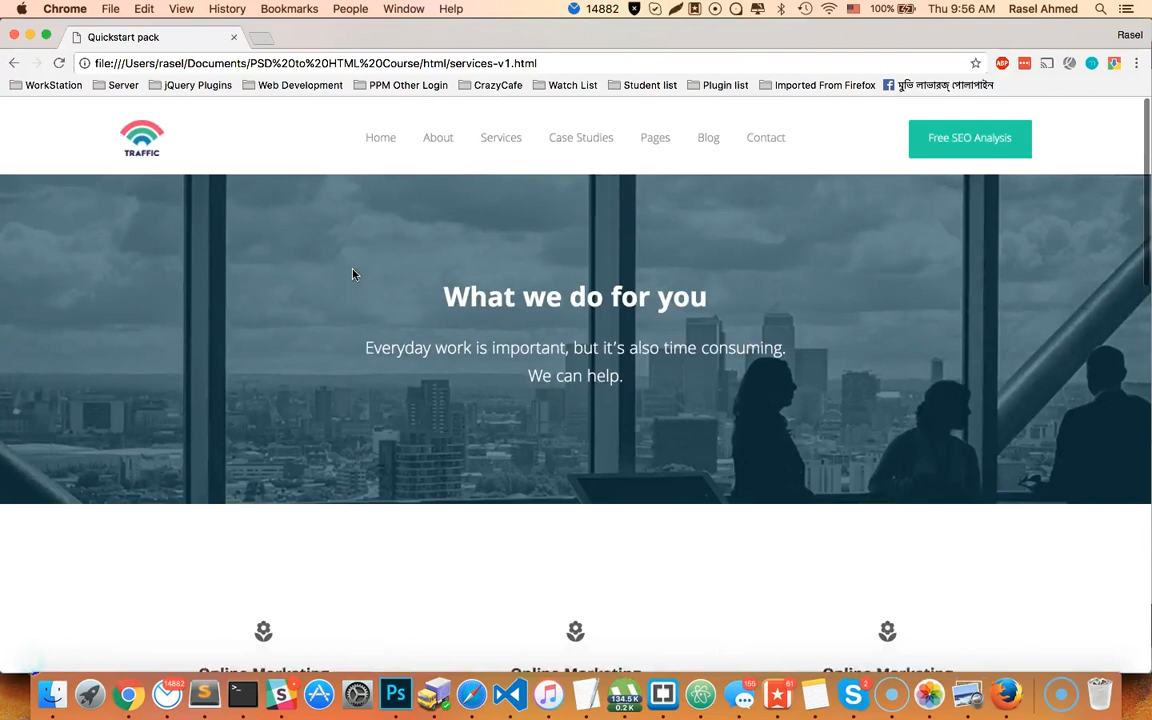 Chrome File Edit View History Bookmarks People Window Help 14882 100% Thu 9:56 AM Rasel Ahmed
Quickstart pack Rasel
file:///Users/rasel/Documents/PSD%20to%20HTML%20Course/html/services-v1.html
WorkStation Server jQuery Plugins Web Development PPM Other Login CrazyCafe Watch List Student list Plugin list Imported From Firefox মুভি লাভারজ্ পোলাপাইন
TRAFFIC Home About Services Case Studies Pages Blog Contact Free SEO Analysis
What we do for you
Everyday work is important, but it's also time consuming.
We can help.
Online Marketing Online Marketing Online Marketing